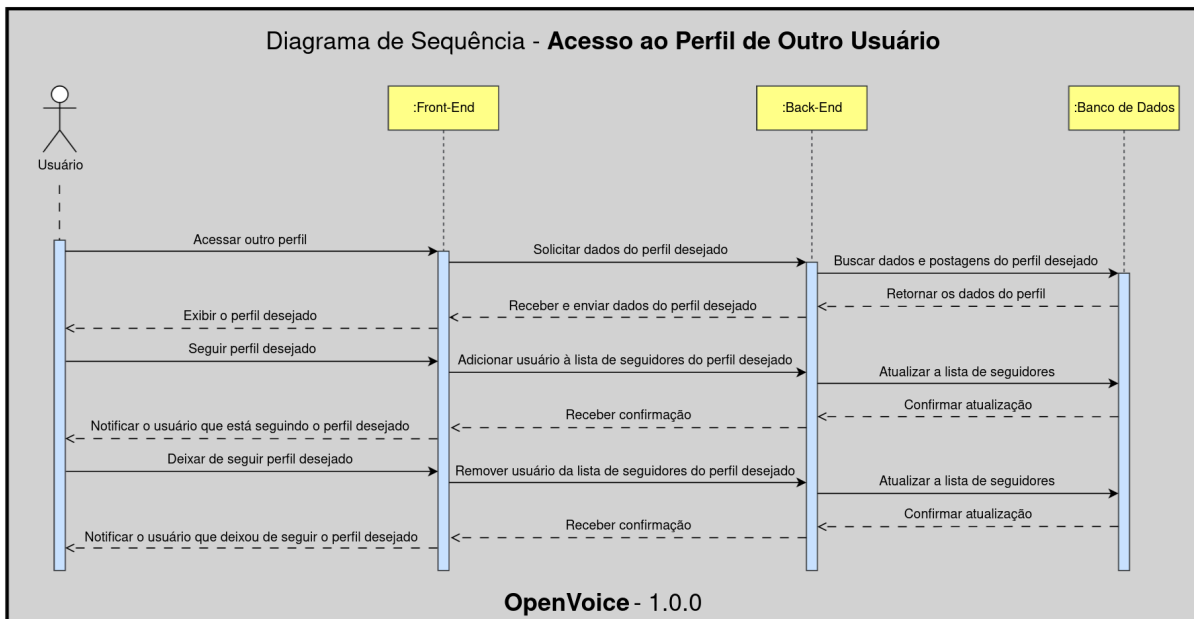 Diagrama de Sequência - Acesso ao Perfil de Outro Usuário
:Front-End
:Back-End
:Banco de Dados
Usuário
Acessar outro perfil
Solicitar dados do perfil desejado
Buscar dados e postagens do perfil desejado
Retornar os dados do perfil
Receber e enviar dados do perfil desejado
Exibir o perfil desejado
Seguir perfil desejado
Adicionar usuário à lista de seguidores do perfil desejado
Atualizar a lista de seguidores
Confirmar atualização
Receber confirmação
Notificar o usuário que está seguindo o perfil desejado
Deixar de seguir perfil desejado
Remover usuário da lista de seguidores do perfil desejado
Atualizar a lista de seguidores
Confirmar atualização
Receber confirmação
Notificar o usuário que deixou de seguir o perfil desejado
OpenVoice - 1.0.0